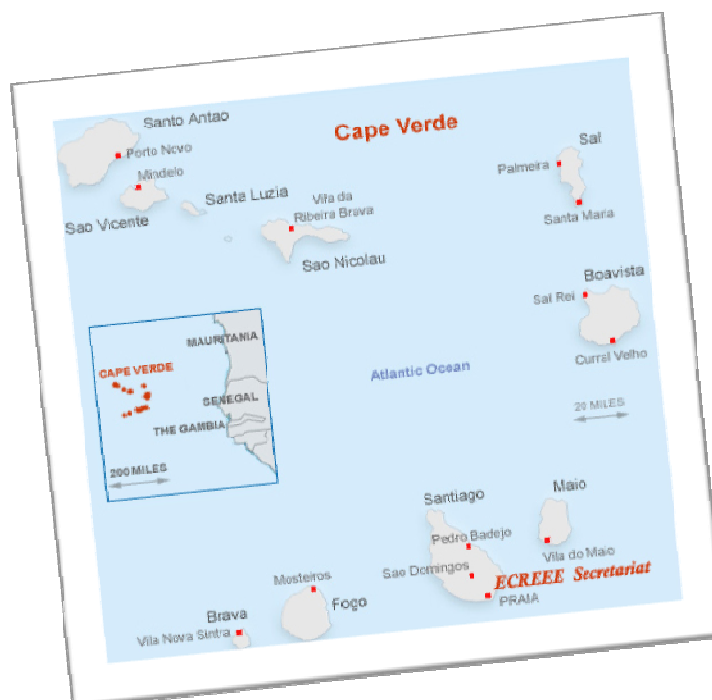 Cape Verde
Santo Antao
Porto Novo
Mindelo
Sao Vicente
Santa Luzia
Vila da
Ribeira Brava
Sao Nicolau
Sal
Palmeira
Santa Maria
Boavista
Sal Rei
Curral Velho
MAURITANIA
CAPE VERDE
SENEGAL
THE GAMBIA
200 MILES
Atlantic Ocean
20 MILES
Santiago
Pedro Badejo
Sao Domingos
ECREEE Secretariat
PRAIA
Maio
Vila do Maio
Mosteiros
Fogo
Brava
Vila Nova Sintra